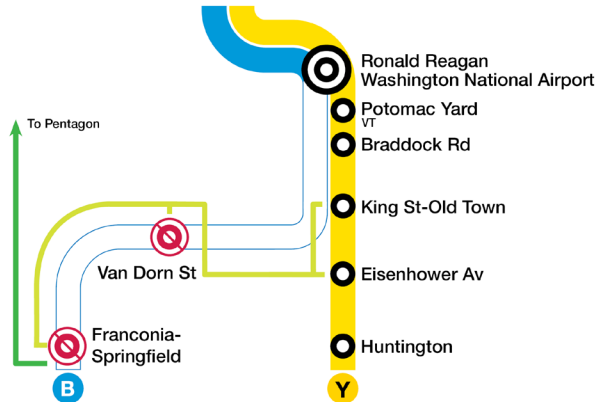 Ronald Reagan
Washington National Airport
Potomac Yard
VT
To Pentagon
Braddock Rd
King St-Old Town
Van Dorn St
Eisenhower Av
Franconia-
Springfield
Huntington
B
Y